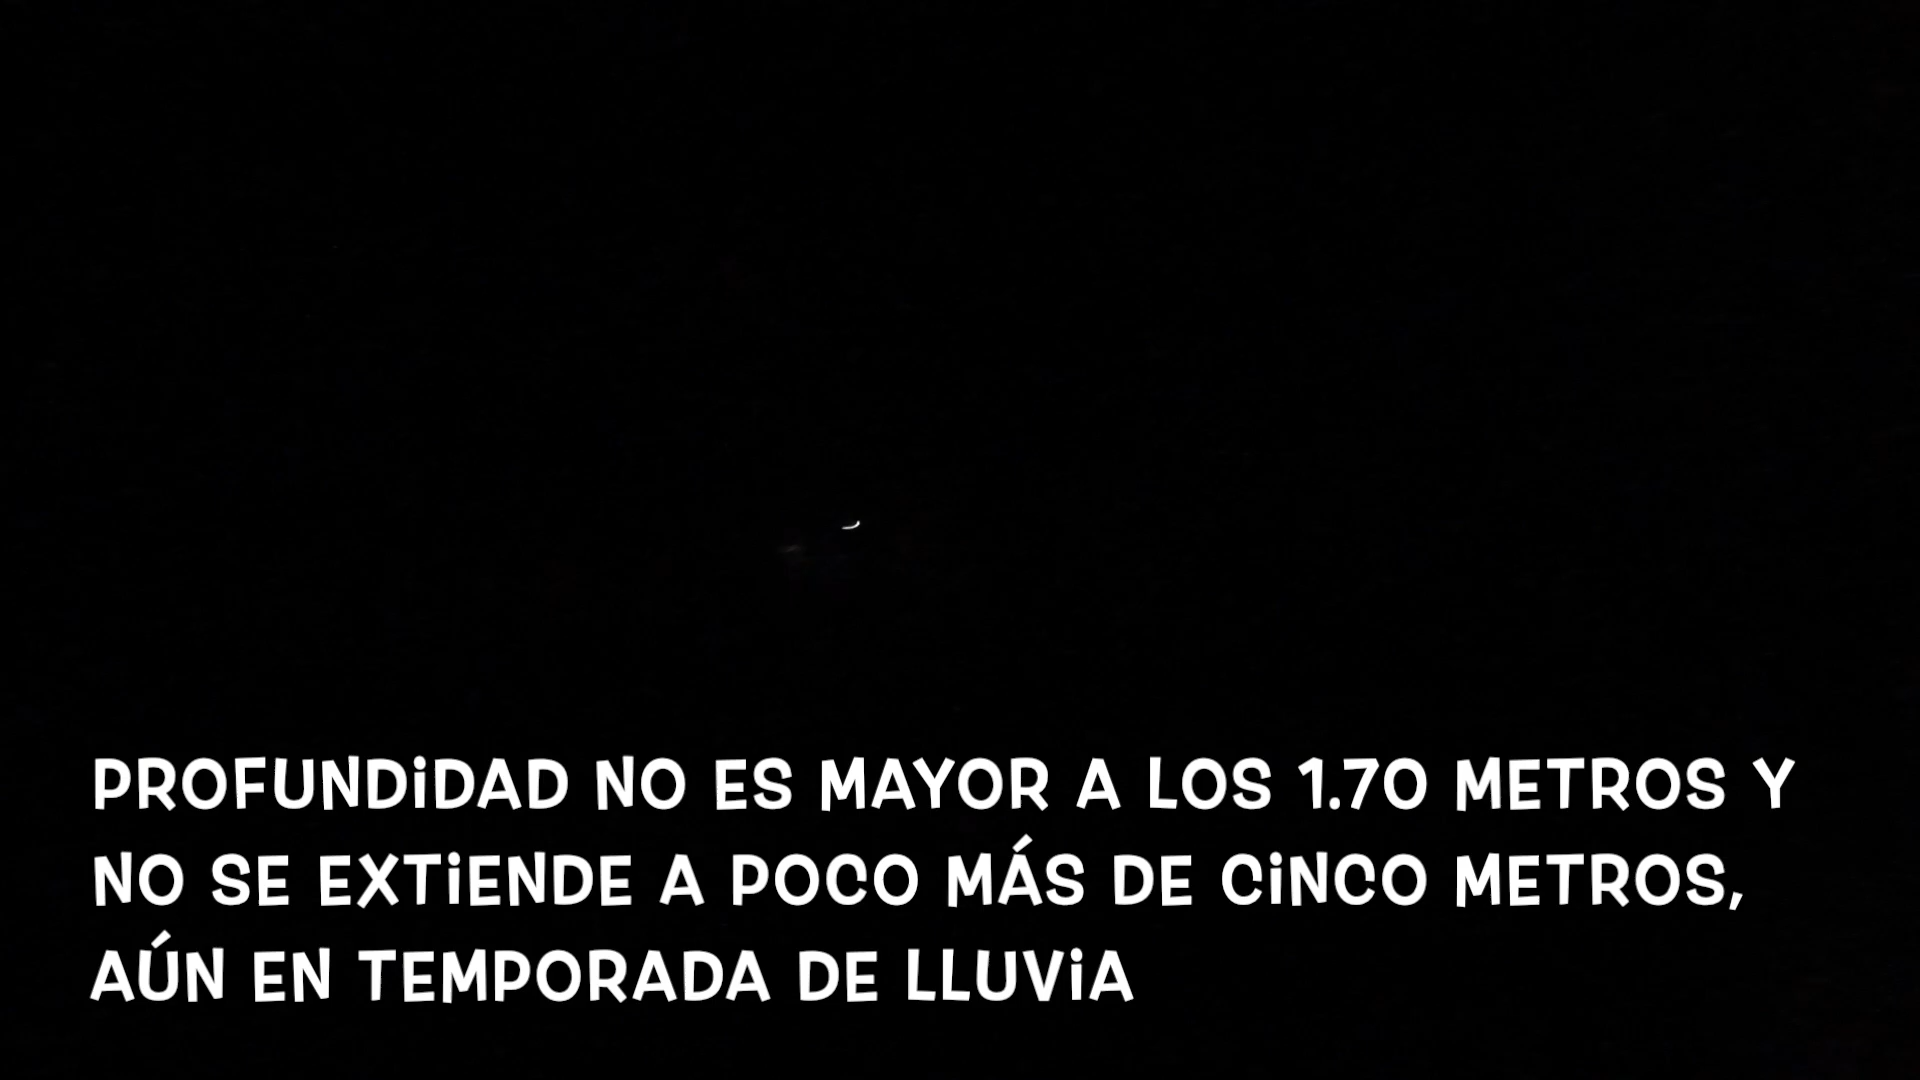 PROFUNDiDAD NO ES MAYOR A LOS 1.70 METROS Y
NO SE EXTiENDE A POCO MÁS DE CiNCO METROS,
AÚN EN TEMPORADA DE LLUViA